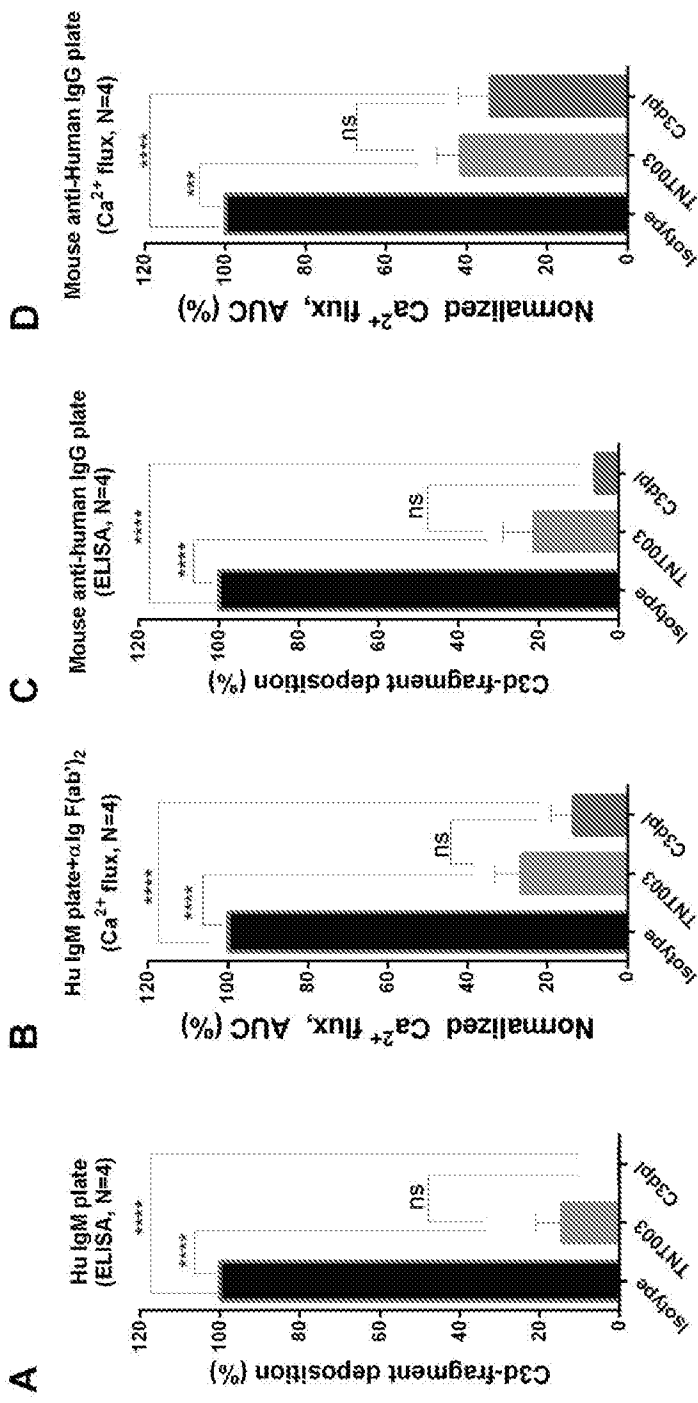 A
Hu IgM plate
(ELISA, N=4)
C3d-fragment deposition (%)
120
100
80
60
40
20
0
****
****
ns
Isotype
TNT003
C3dpl
B
Hu IgM plate+αIg F(ab')2
(Ca2+ flux, N=4)
Normalized Ca2+ flux, AUC (%)
120
100
80
60
40
20
0
****
****
ns
Isotype
TNT003
C3dpl
C
Mouse anti-human IgG plate
(ELISA, N=4)
C3d-fragment deposition (%)
120
100
80
60
40
20
0
****
****
ns
Isotype
TNT003
C3dpl
D
Mouse anti-Human IgG plate
(Ca2+ flux, N=4)
Normalized Ca2+ flux, AUC (%)
120
100
80
60
40
20
0
****
***
ns
Isotype
TNT003
C3dpl